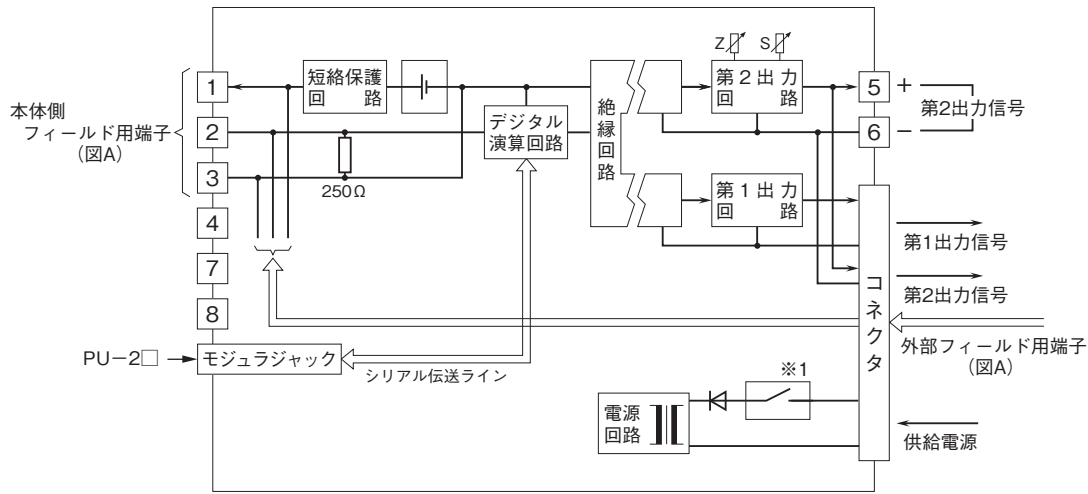 本体側
フィールド用端子
(図A)
1
2
3
4
7
8
短絡保護
回路
250Ω
デジタル
演算回路
絶縁回路
Z
S
第2出力
回路
第1出力
回路
5
+
6
−
第2出力信号
第1出力信号
第2出力信号
コネクタ
外部フィールド用端子
(図A)
PU−2□
モジュラジャック
シリアル伝送ライン
電源
回路
※1
供給電源